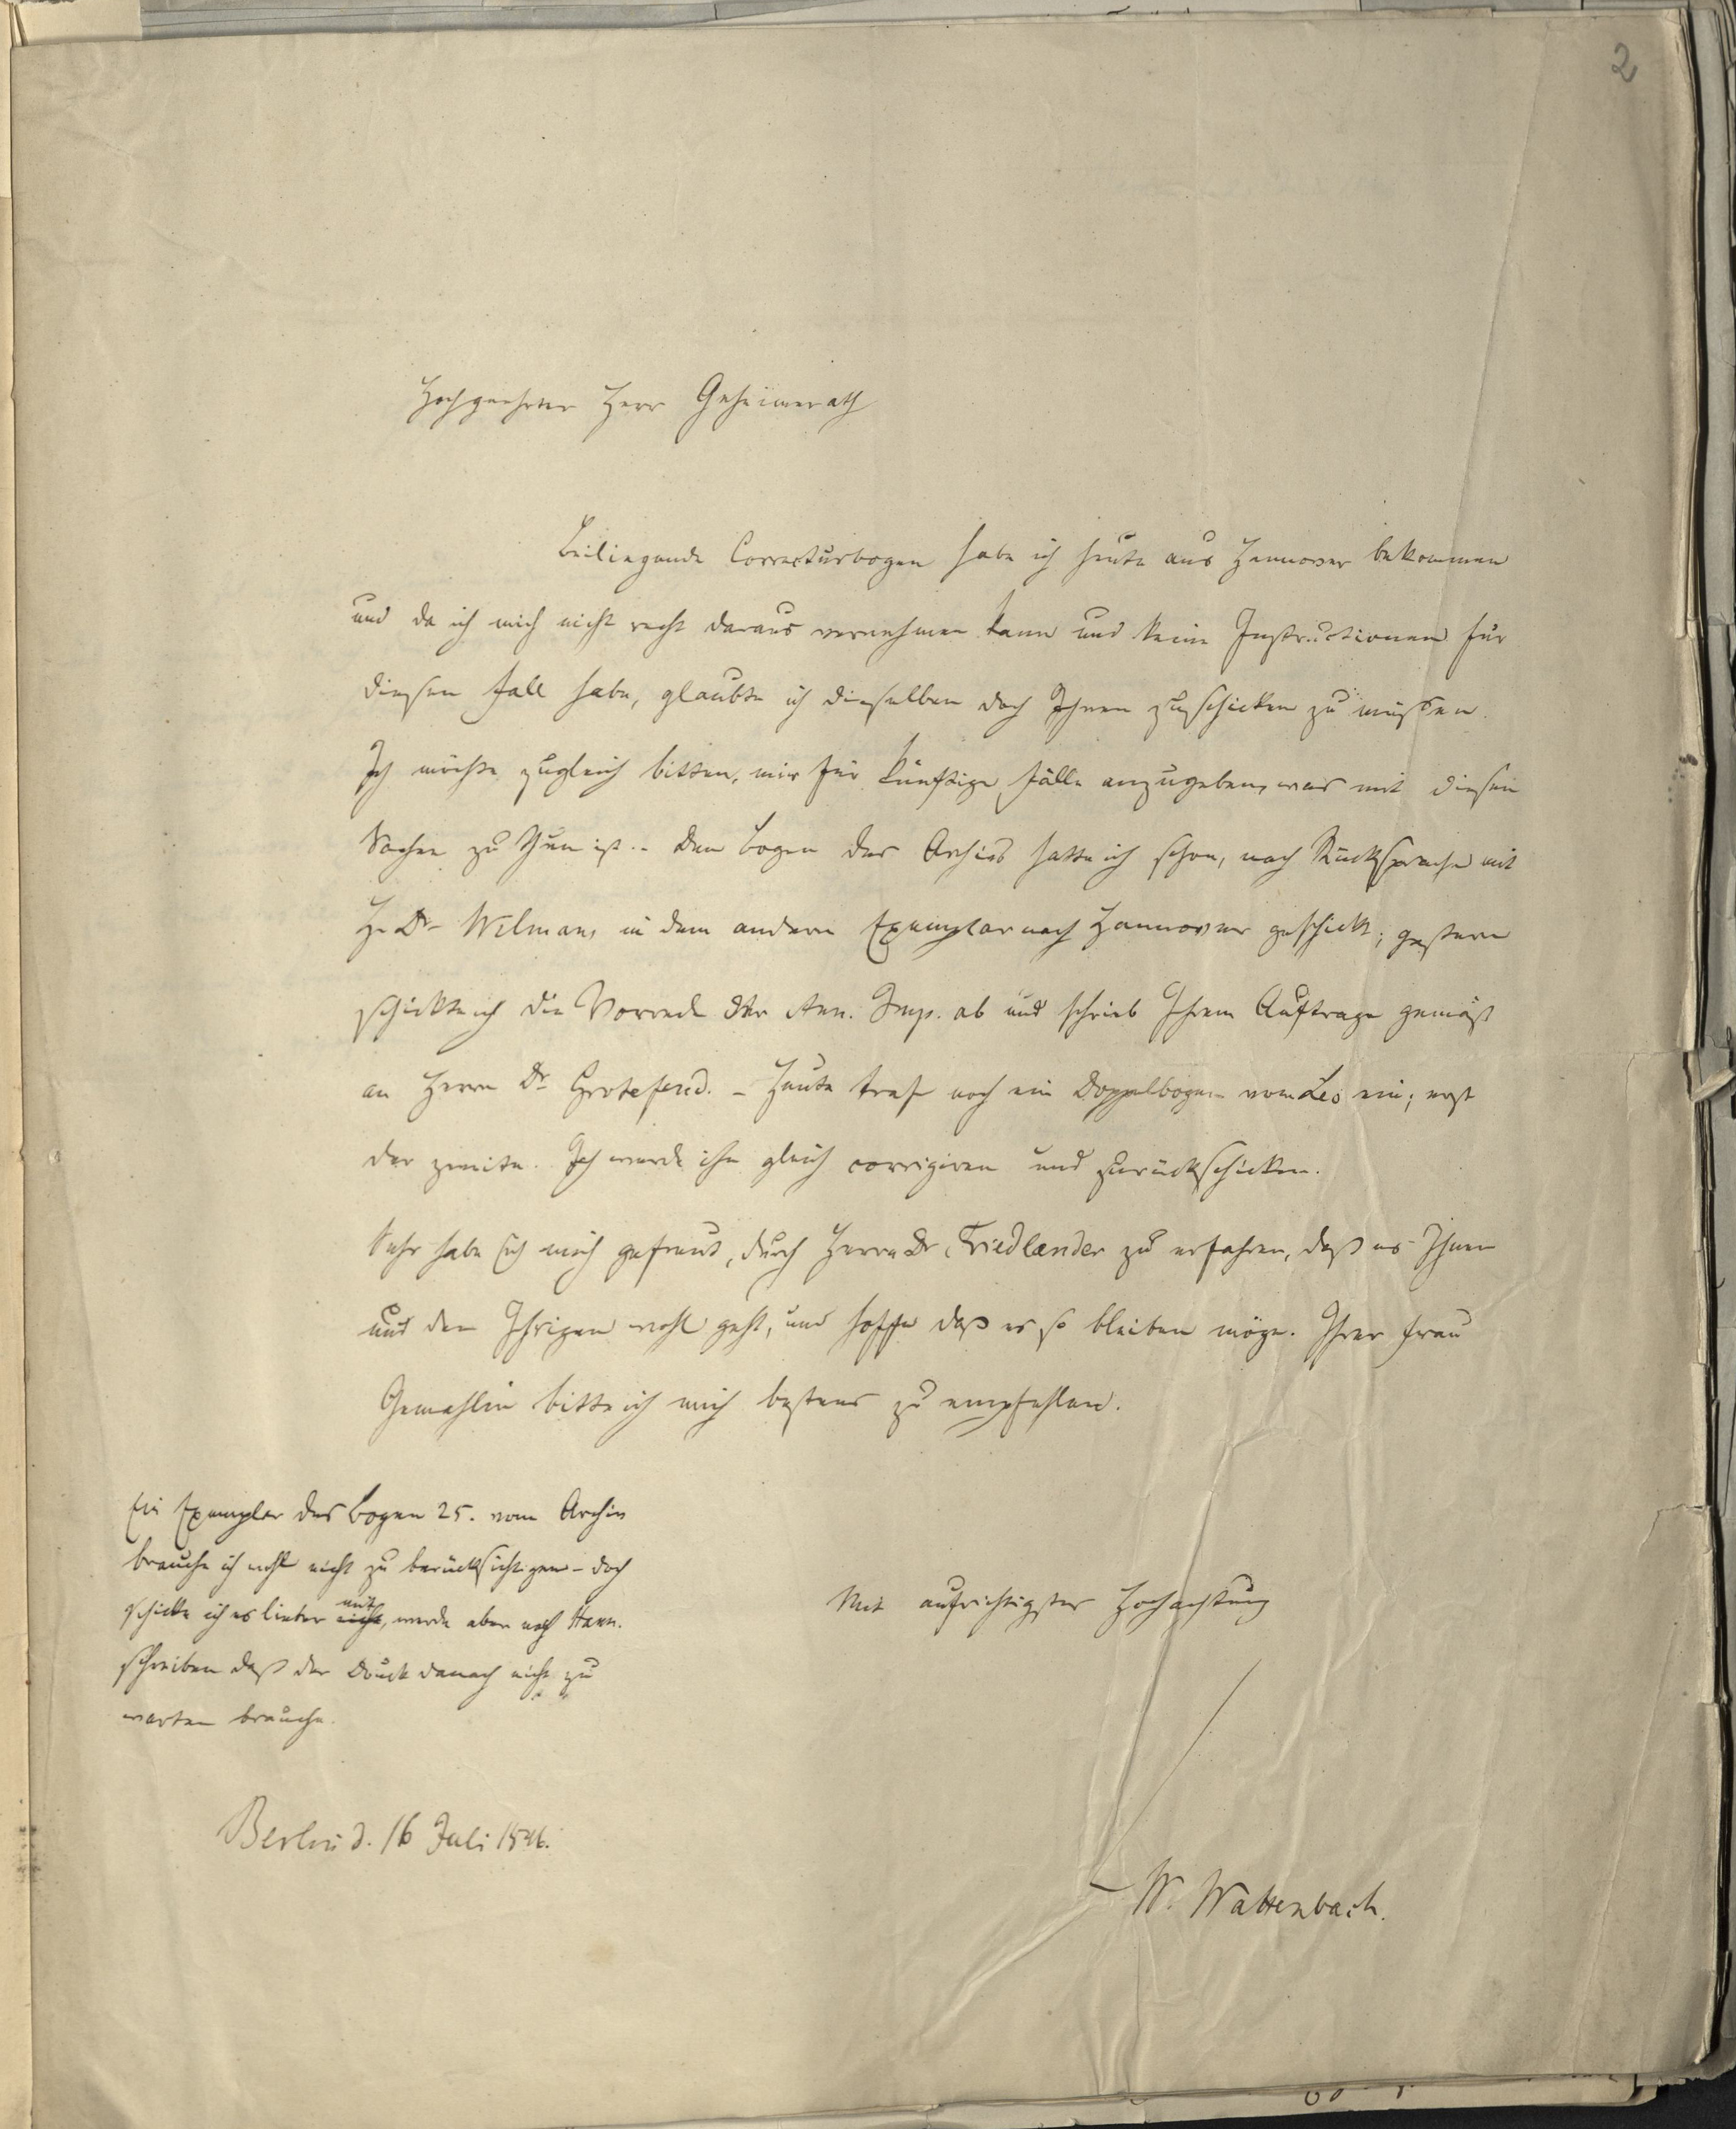 2
Hochgeehrter Herr Geheimerath
Beiliegende Correcturbogen habe ich heute aus Hannover bekommen
und da ich mich nicht recht daraus vernehmen kann und keine Instructionen für
diesen Fall habe, glaubte ich dieselben doch Ihnen zuschicken zu müssen.
Ich möchte zugleich bitten, mir für künftige Fälle anzugeben, was mit diesen
Sachen zu thun ist. - Den Bogen des Archivs hatte ich schon, nach Rücksprache mit
H. Dr Wilmans in dem andern Exemplar nach Hannover geschickt; gestern
schickte ich die Vorrede der Ann. Imp. ab und schrieb Ihrem Auftrage gemäß
an Herrn Dr Grotefend. - Heute traf noch ein Doppelbogen vom Leo ein; erst
der zweite. Ich werde ihn gleich corrigiren und zurückschicken.
Sehr habe ich mich gefreut, durch Herrn Dr Friedlaender zu erfahren, daß es Ihnen
und den Ihrigen wohl geht, und hoffe daß es so bleiben möge. Ihrer Frau
Gemahlin bitte ich mich bestens zu empfehlen.
Ein Exemplar des Bogen 25. vom Archiv
brauche ich wohl nicht zu berücksichtigen - doch
schicke ich es lieber nicht mit, werde aber nach Hann.
schreiben daß der Druck danach nicht zu
warten brauche.
Mit aufrichtigster Hochachtung
Berlin d. 16 Juli 1846.
W. Wattenbach.